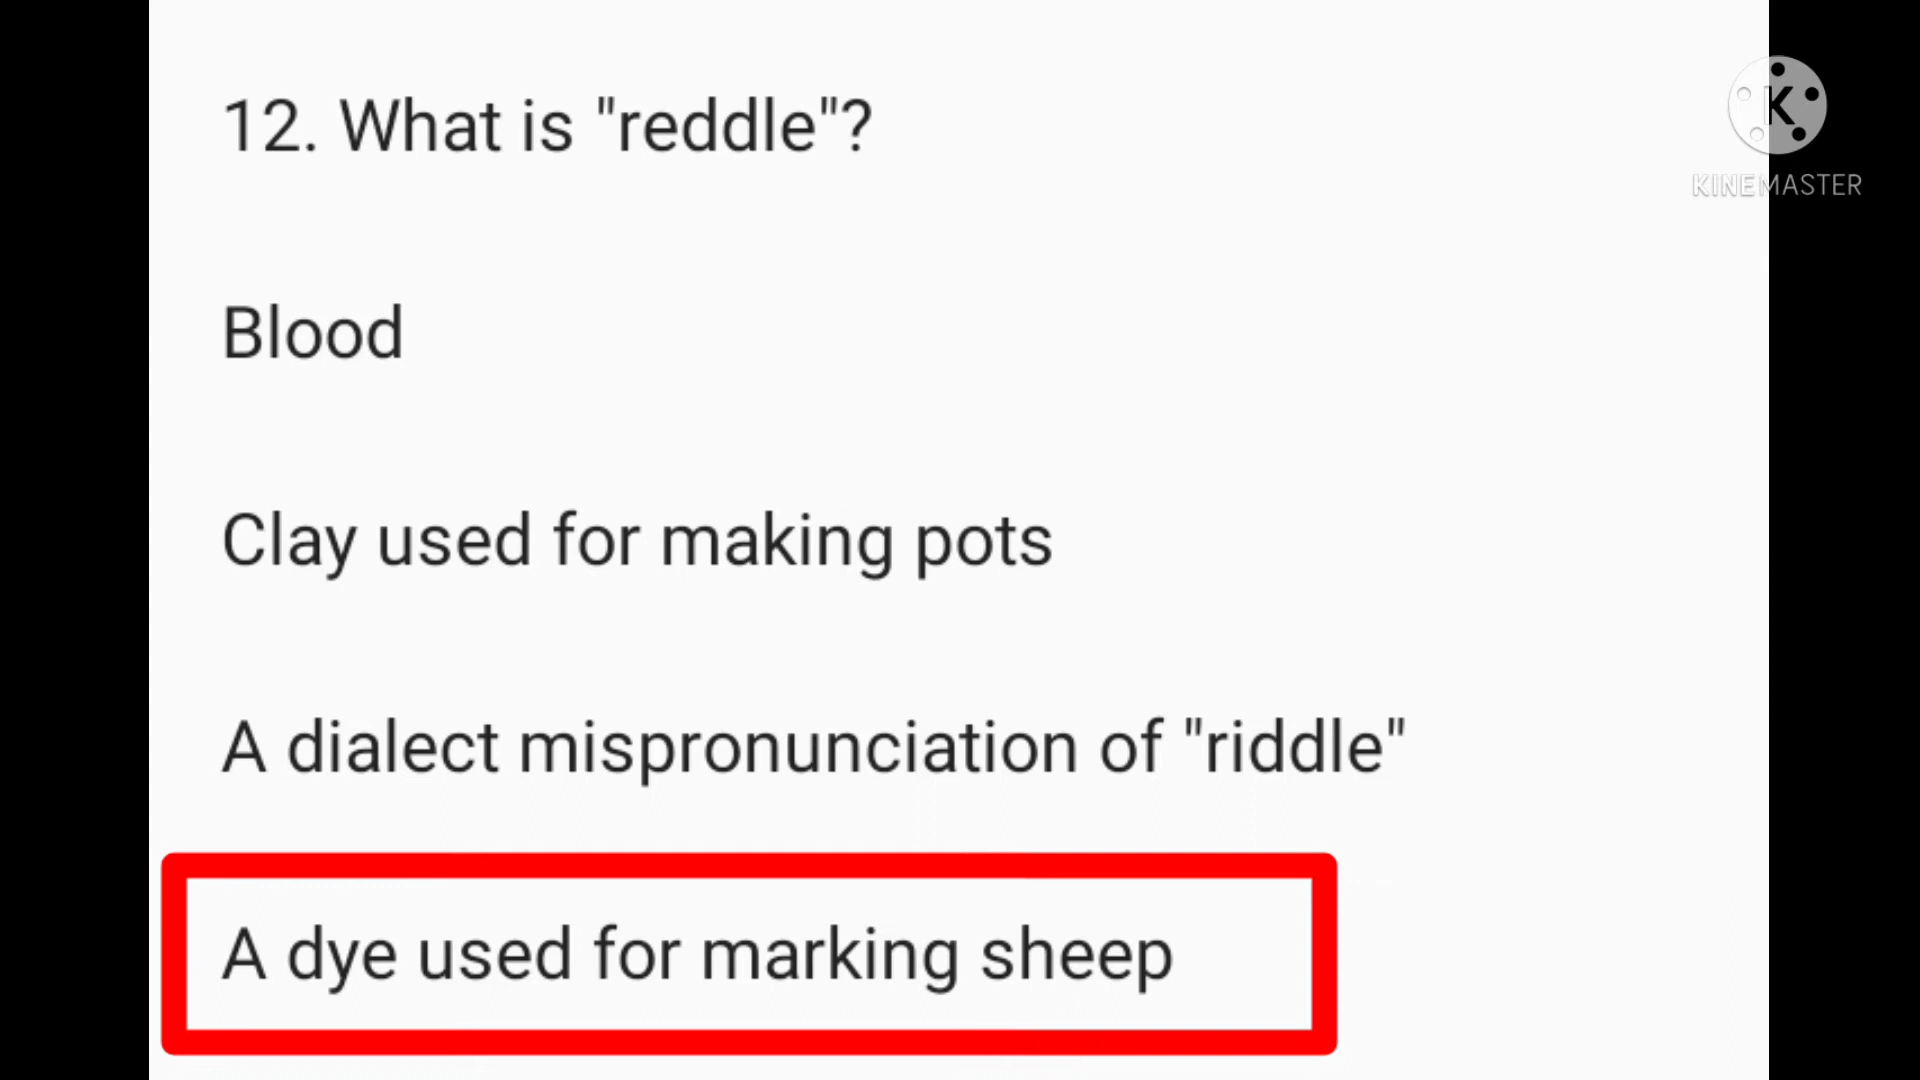 12. What is "reddle"?
K
KINEMASTER
Blood
Clay used for making pots
A dialect mispronunciation of "riddle"
A dye used for marking sheep